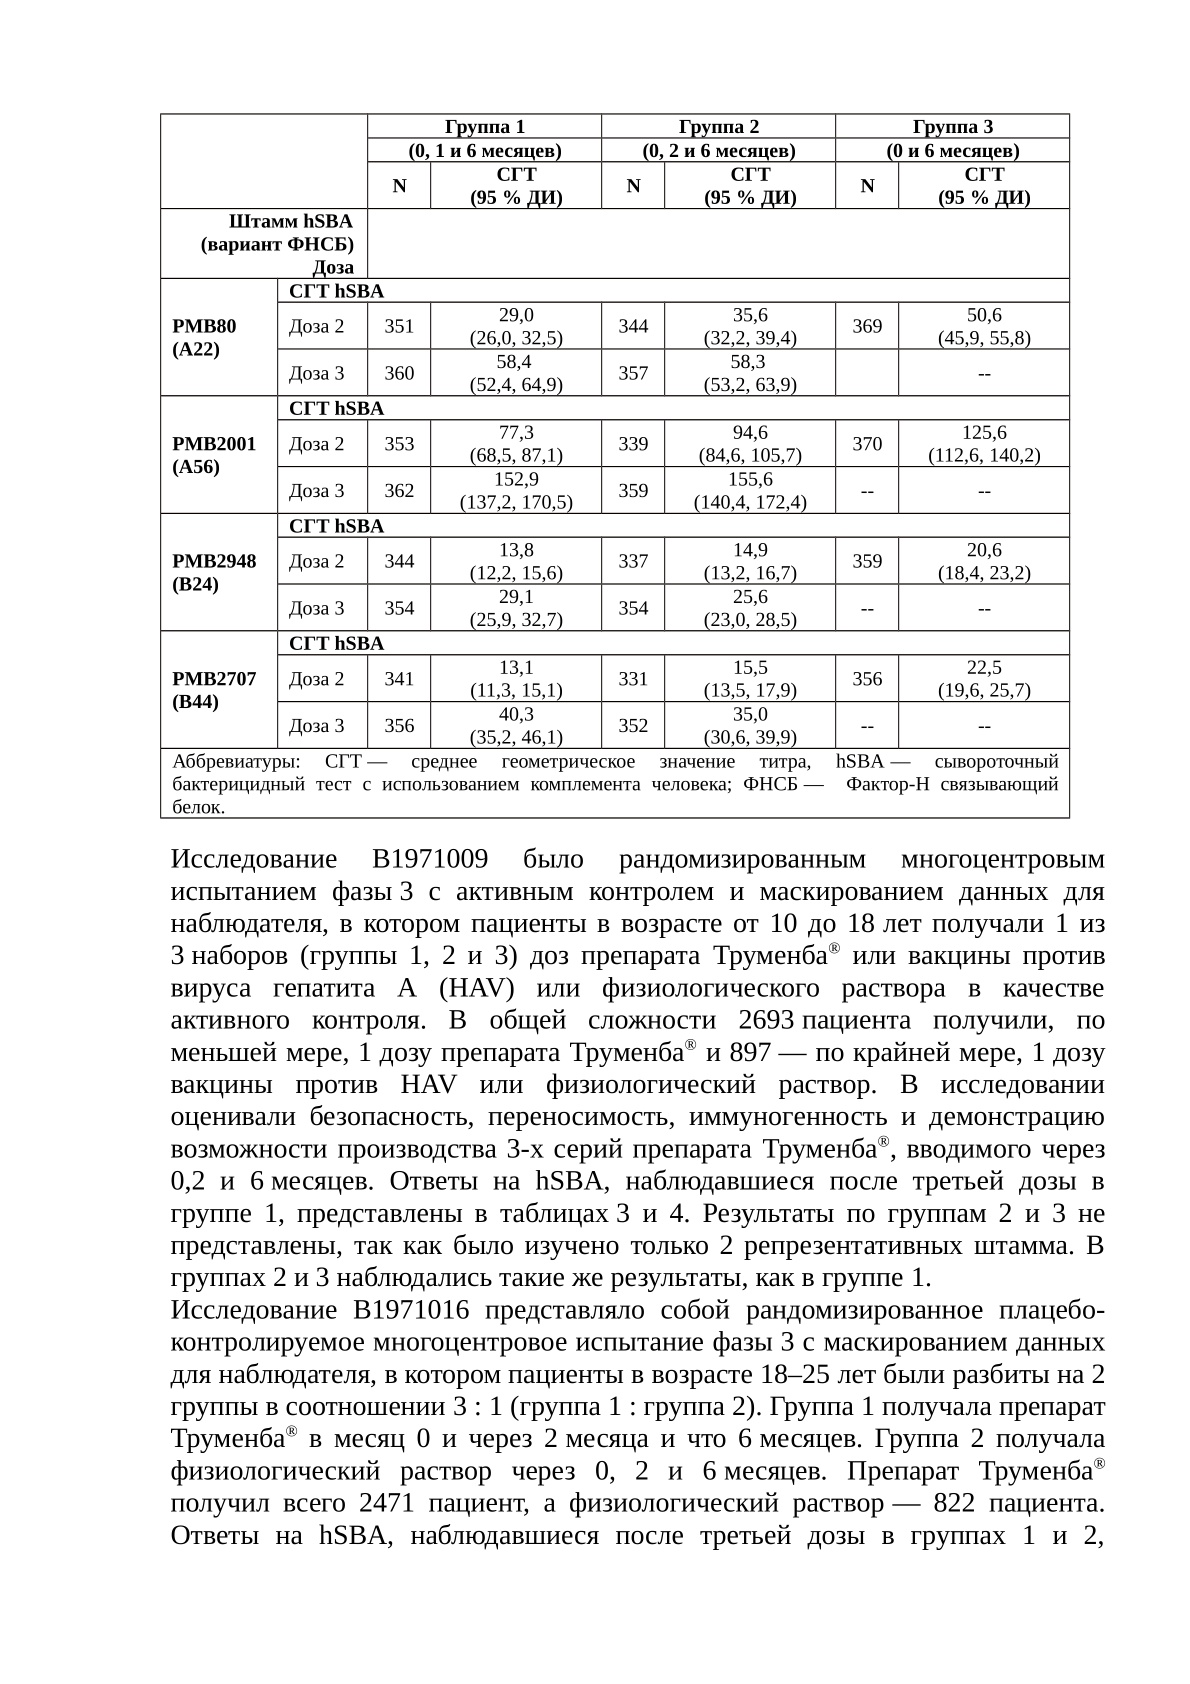 Группа 1 Группа 2 Группа 3
(0, 1 и 6 месяцев) (0, 2 и 6 месяцев) (0 и 6 месяцев)
N СГТ (95 % ДИ) N СГТ (95 % ДИ) N СГТ (95 % ДИ)
Штамм hSBA
(вариант ФНСБ)
Доза
PMB80 (A22)
СГТ hSBA
Доза 2 351 29,0 (26,0, 32,5) 344 35,6 (32,2, 39,4) 369 50,6 (45,9, 55,8)
Доза 3 360 58,4 (52,4, 64,9) 357 58,3 (53,2, 63,9) --
PMB2001 (A56)
СГТ hSBA
Доза 2 353 77,3 (68,5, 87,1) 339 94,6 (84,6, 105,7) 370 125,6 (112,6, 140,2)
Доза 3 362 152,9 (137,2, 170,5) 359 155,6 (140,4, 172,4) -- --
PMB2948 (B24)
СГТ hSBA
Доза 2 344 13,8 (12,2, 15,6) 337 14,9 (13,2, 16,7) 359 20,6 (18,4, 23,2)
Доза 3 354 29,1 (25,9, 32,7) 354 25,6 (23,0, 28,5) -- --
PMB2707 (B44)
СГТ hSBA
Доза 2 341 13,1 (11,3, 15,1) 331 15,5 (13,5, 17,9) 356 22,5 (19,6, 25,7)
Доза 3 356 40,3 (35,2, 46,1) 352 35,0 (30,6, 39,9) -- --
Аббревиатуры: СГТ — среднее геометрическое значение титра, hSBA — сывороточный
бактерицидный тест с использованием комплемента человека; ФНСБ — Фактор-H связывающий
белок.
Исследование B1971009 было рандомизированным многоцентровым
испытанием фазы 3 с активным контролем и маскированием данных для
наблюдателя, в котором пациенты в возрасте от 10 до 18 лет получали 1 из
3 наборов (группы 1, 2 и 3) доз препарата Труменба® или вакцины против
вируса гепатита А (HAV) или физиологического раствора в качестве
активного контроля. В общей сложности 2693 пациента получили, по
меньшей мере, 1 дозу препарата Труменба® и 897 — по крайней мере, 1 дозу
вакцины против HAV или физиологический раствор. В исследовании
оценивали безопасность, переносимость, иммуногенность и демонстрацию
возможности производства 3-х серий препарата Труменба®, вводимого через
0,2 и 6 месяцев. Ответы на hSBA, наблюдавшиеся после третьей дозы в
группе 1, представлены в таблицах 3 и 4. Результаты по группам 2 и 3 не
представлены, так как было изучено только 2 репрезентативных штамма. В
группах 2 и 3 наблюдались такие же результаты, как в группе 1.
Исследование B1971016 представляло собой рандомизированное плацебо-
контролируемое многоцентровое испытание фазы 3 с маскированием данных
для наблюдателя, в котором пациенты в возрасте 18–25 лет были разбиты на 2
группы в соотношении 3 : 1 (группа 1 : группа 2). Группа 1 получала препарат
Труменба® в месяц 0 и через 2 месяца и что 6 месяцев. Группа 2 получала
физиологический раствор через 0, 2 и 6 месяцев. Препарат Труменба®
получил всего 2471 пациент, а физиологический раствор — 822 пациента.
Ответы на hSBA, наблюдавшиеся после третьей дозы в группах 1 и 2,